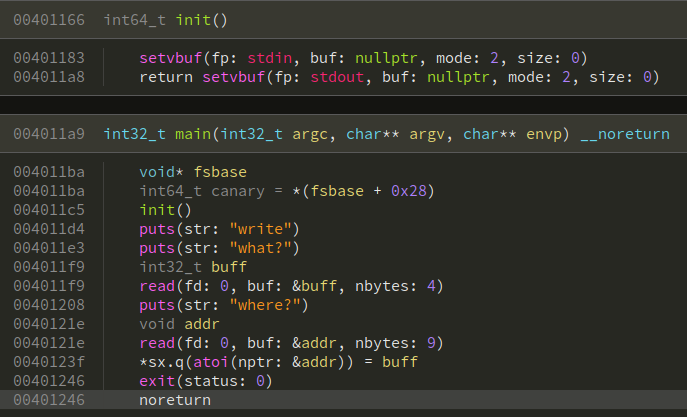 00401166 int64_t init()
00401183 setvbuf(fp: stdin, buf: nullptr, mode: 2, size: 0)
004011a8 return setvbuf(fp: stdout, buf: nullptr, mode: 2, size: 0)
004011a9 int32_t main(int32_t argc, char** argv, char** envp) __noreturn
004011ba void* fsbase
004011ba int64_t canary = *(fsbase + 0x28)
004011c5 init()
004011d4 puts(str: "write")
004011e3 puts(str: "what?")
004011f9 int32_t buff
004011f9 read(fd: 0, buf: &buff, nbytes: 4)
00401208 puts(str: "where?")
0040121e void addr
0040121e read(fd: 0, buf: &addr, nbytes: 9)
0040123f *sx.q(atoi(nptr: &addr)) = buff
00401246 exit(status: 0)
00401246 noreturn